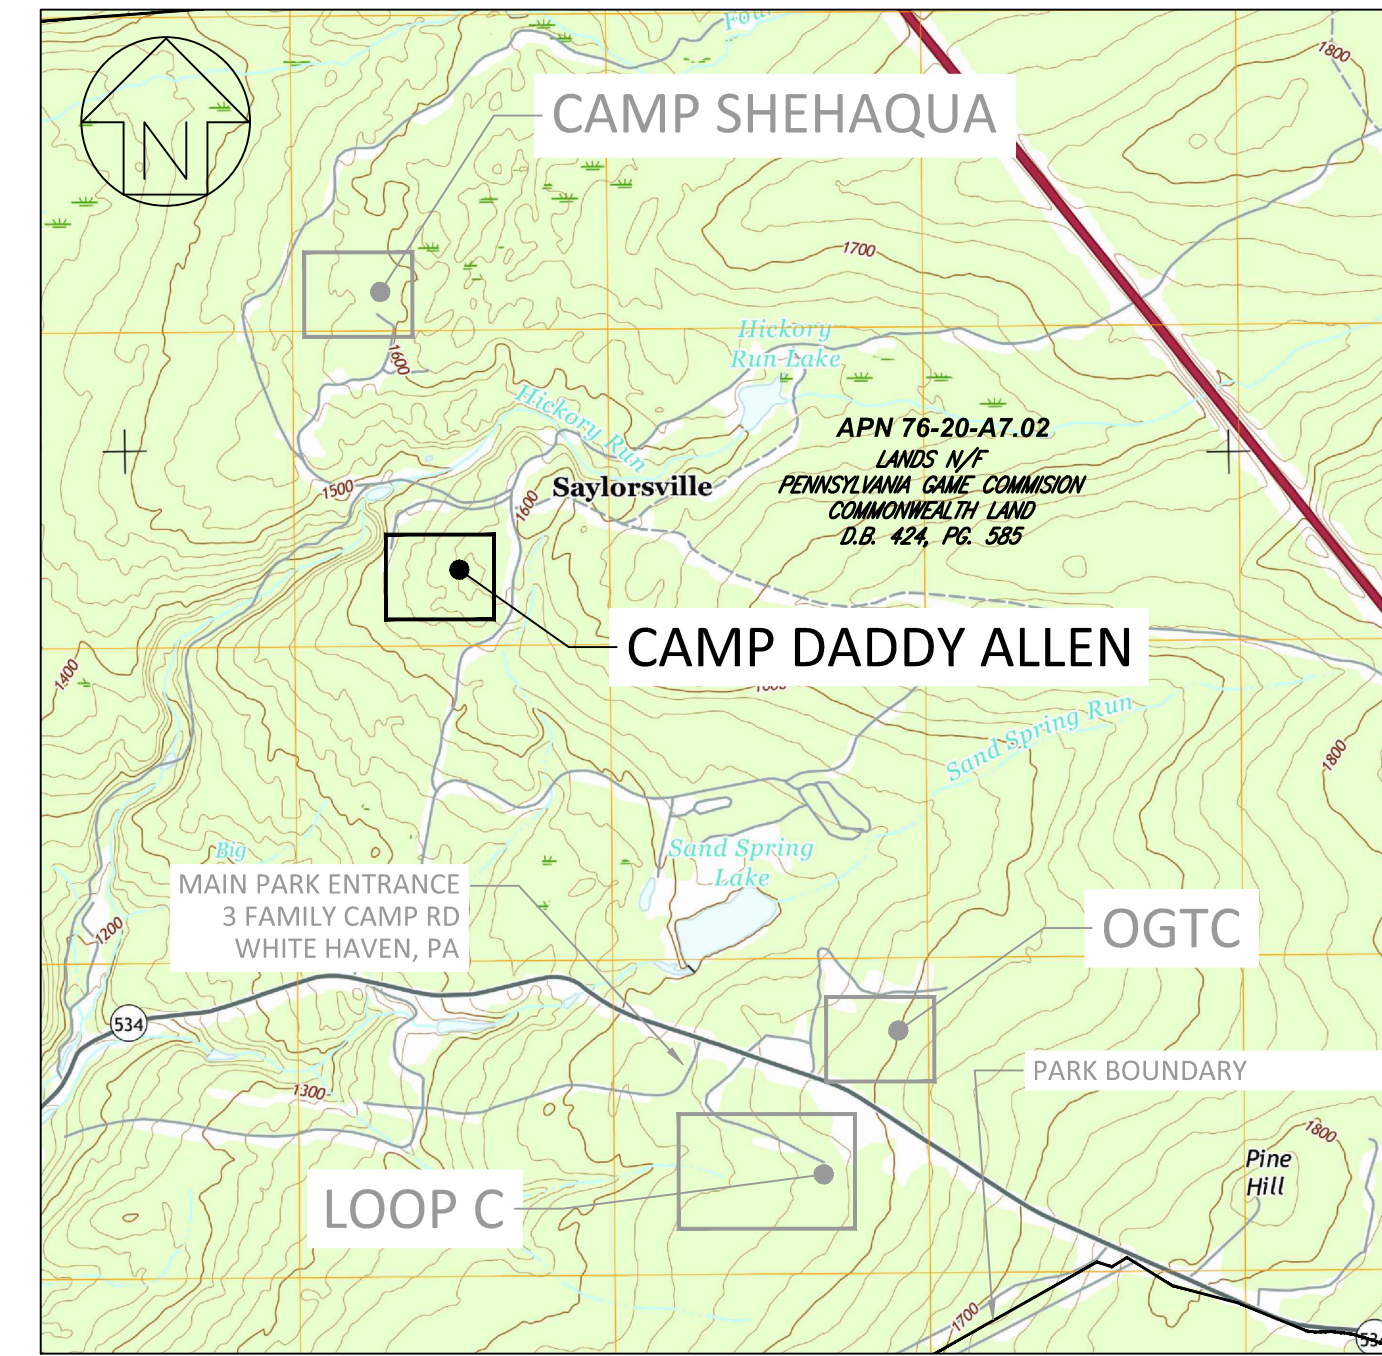 Four
1800
N
CAMP SHEHAQUA
1700
Hickory
Run Lake
1600
Hickory Run
APN 76-20-A7.02
LANDS N/F
PENNSYLVANIA GAME COMMISION
COMMONWEALTH LAND
D.B. 424, PG. 585
1500
Saylorsville
1600
CAMP DADDY ALLEN
1400
Sand Spring Run
1800
Big
Sand Spring
Lake
MAIN PARK ENTRANCE
3 FAMILY CAMP RD
WHITE HAVEN, PA
1200
OGTC
534
PARK BOUNDARY
1300
1800
Pine
Hill
LOOP C
1700